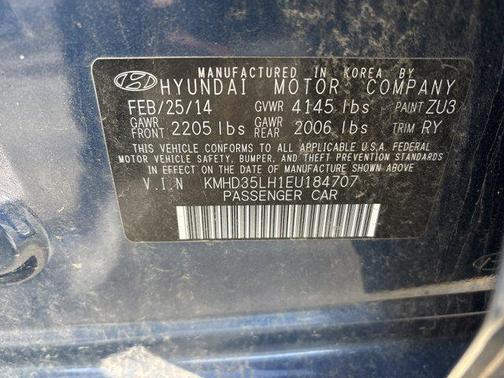 MANUFACTURED IN KOREA BY
HYUNDAI MOTOR COMPANY
FEB/25/14 GVWR 4145 lbs PAINT ZU3
GAWR FRONT 2205 lbs GAWR REAR 2006 lbs TRIM RY
THIS VEHICLE CONFORMS TO ALL APPLICABLE U.S.A. FEDERAL
MOTOR VEHICLE SAFETY, BUMPER, AND THEFT PREVENTION
STANDARDS IN EFFECT ON THE DATE OF MANUFACTURE SHOWN ABOVE
V.I.N KMHD35LH1EU184707
PASSENGER CAR